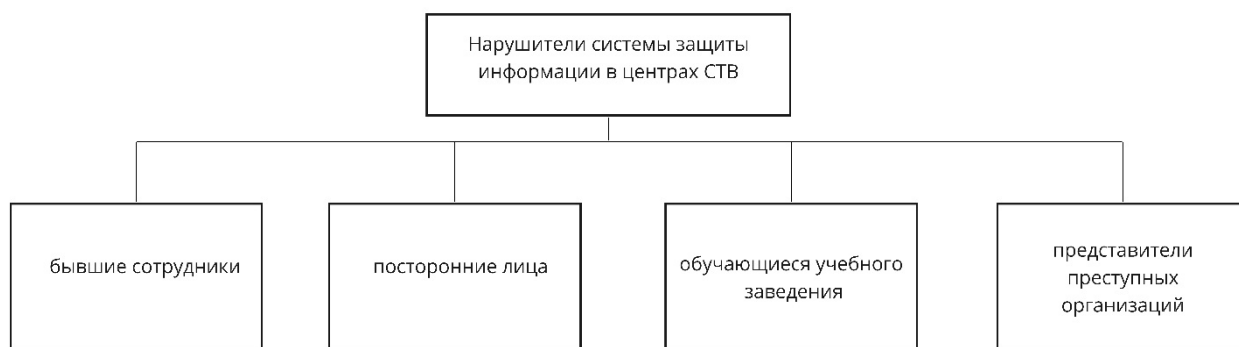 Нарушители системы защиты
информации в центрах СТВ
бывшие сотрудники
посторонние лица
обучающиеся учебного
заведения
представители
преступных
организаций